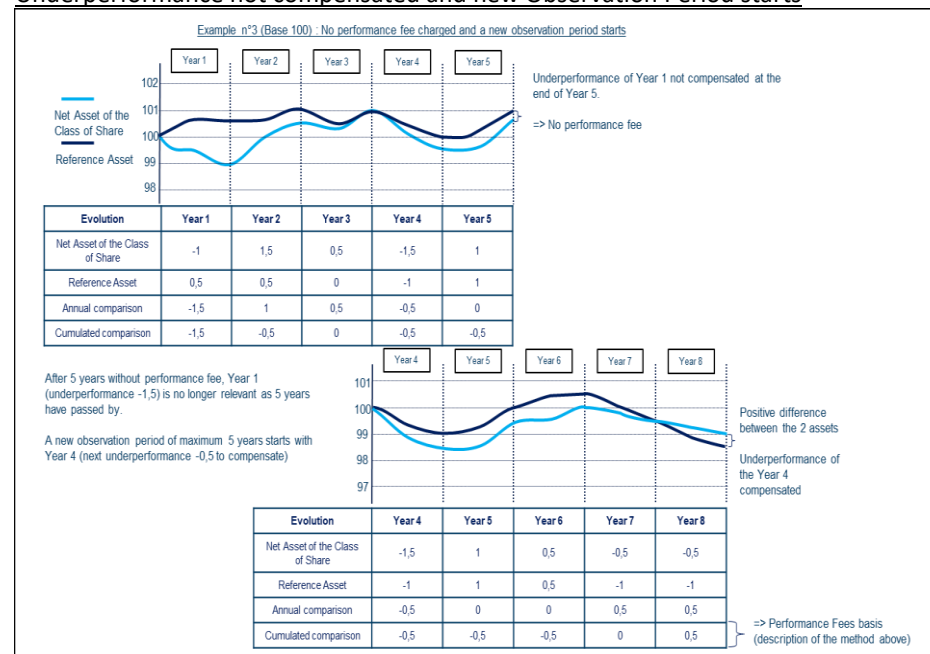 Underperformance not compensated and new Observation Period starts
Example n°3 (Base 100) : No performance fee charged and a new observation period starts
Year 1 Year 2 Year 3 Year 4 Year 5
102
101
100
99
98
Net Asset of the
Class of Share
Reference Asset
Underperformance of Year 1 not compensated at the
end of Year 5.
=> No performance fee
Evolution Year 1 Year 2 Year 3 Year 4 Year 5
Net Asset of the Class
of Share -1 1,5 0,5 -1,5 1
Reference Asset 0,5 0,5 0 -1 1
Annual comparison -1,5 1 0,5 -0,5 0
Cumulated comparison -1,5 -0,5 0 -0,5 -0,5
After 5 years without performance fee, Year 1
(underperformance -1,5) is no longer relevant as 5 years
have passed by.
A new observation period of maximum 5 years starts with
Year 4 (next underperformance -0,5 to compensate)
Year 4 Year 5 Year 6 Year 7 Year 8
101
100
99
98
97
Positive difference
between the 2 assets
Underperformance of
the Year 4
compensated
Evolution Year 4 Year 5 Year 6 Year 7 Year 8
Net Asset of the Class
of Share -1,5 1 0,5 -0,5 -0,5
Reference Asset -1 1 0,5 -1 -1
Annual comparison -0,5 0 0 0,5 0,5
Cumulated comparison -0,5 -0,5 -0,5 0 0,5
=> Performance Fees basis
(description of the method above)